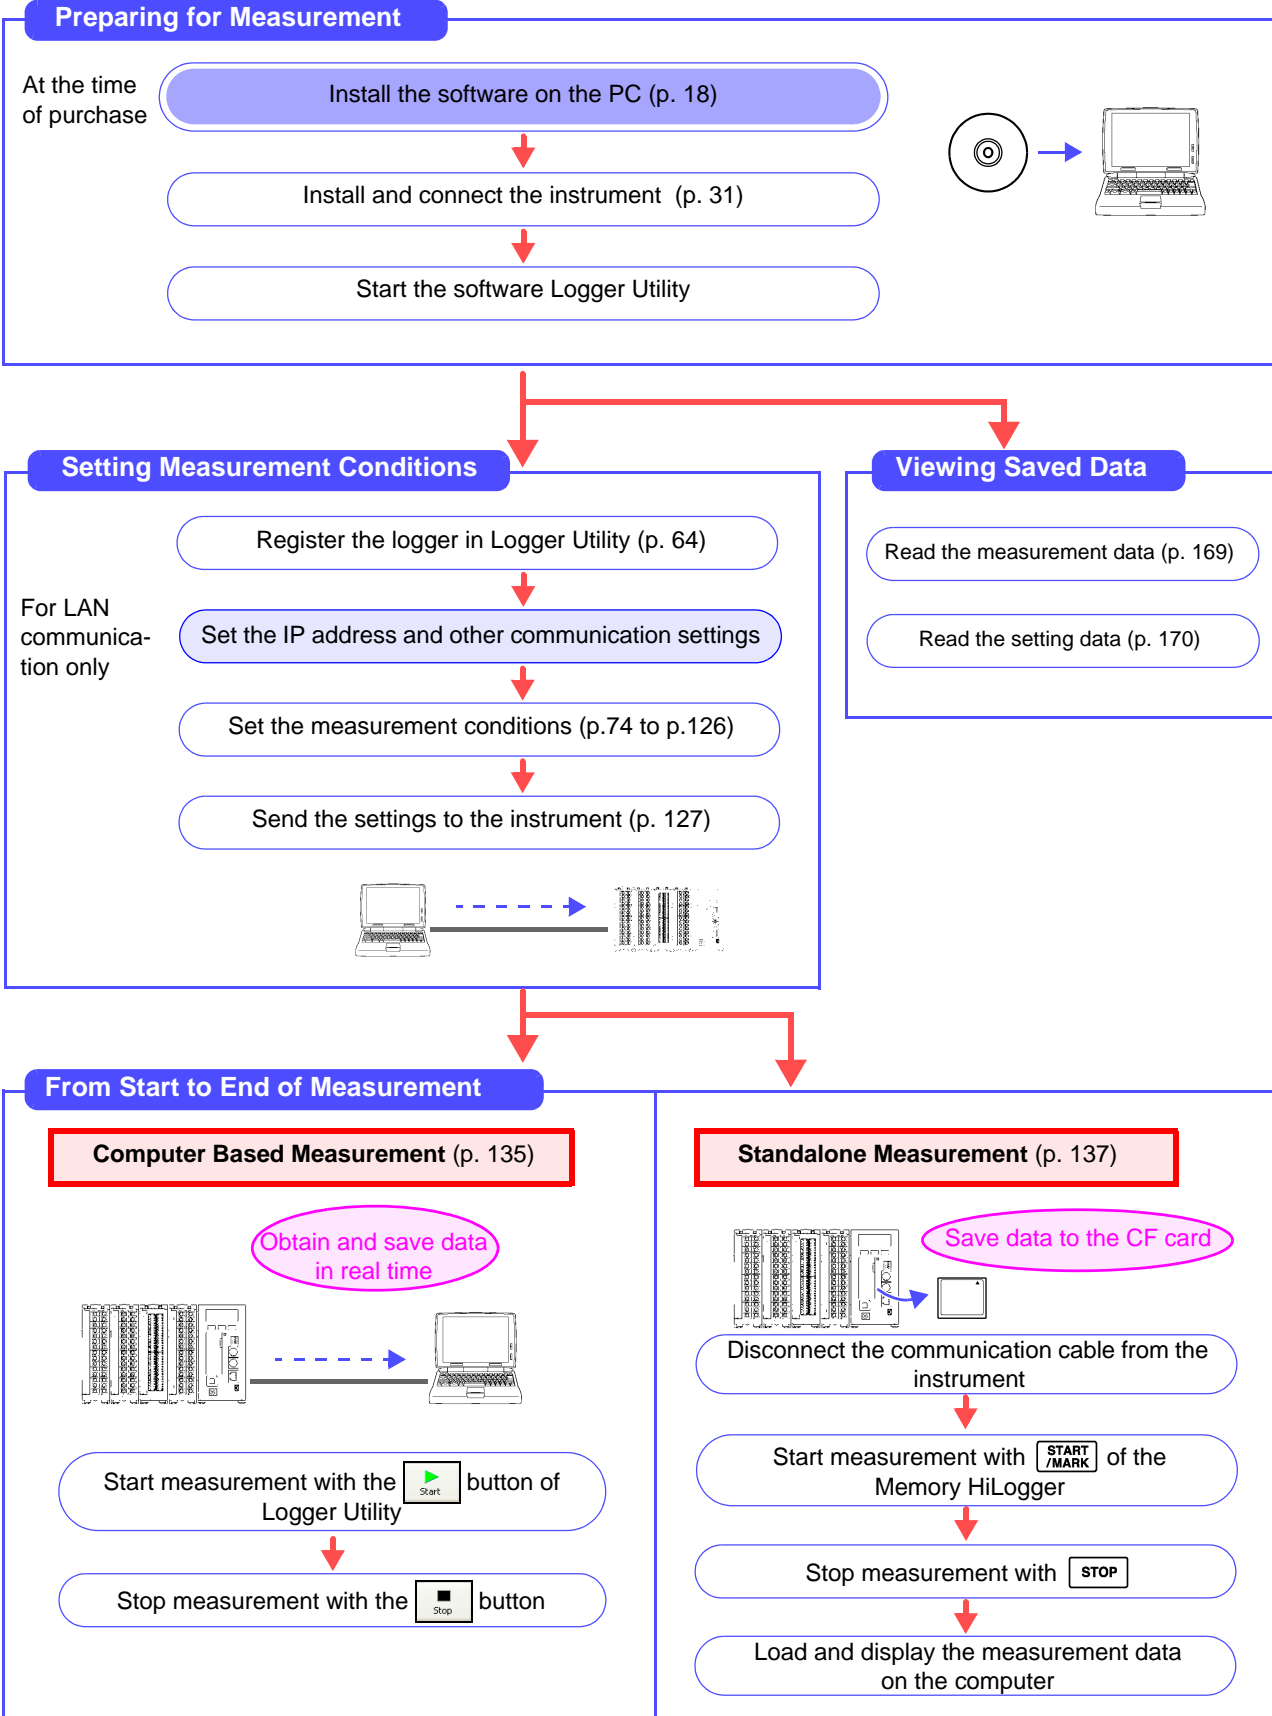 Preparing for Measurement
At the time
of purchase
Install the software on the PC (p. 18)
Install and connect the instrument  (p. 31)
Start the software Logger Utility
Setting Measurement Conditions
Register the logger in Logger Utility (p. 64)
For LAN
communica-
tion only
Set the IP address and other communication settings
Set the measurement conditions (p.74 to p.126)
Send the settings to the instrument (p. 127)
Viewing Saved Data
Read the measurement data (p. 169)
Read the setting data (p. 170)
From Start to End of Measurement
Computer Based Measurement (p. 135)
Obtain and save data
in real time
Start measurement with the Start button of
Logger Utility
Stop measurement with the Stop button
Standalone Measurement (p. 137)
Save data to the CF card
Disconnect the communication cable from the
instrument
Start measurement with START /MARK of the
Memory HiLogger
Stop measurement with STOP
Load and display the measurement data
on the computer